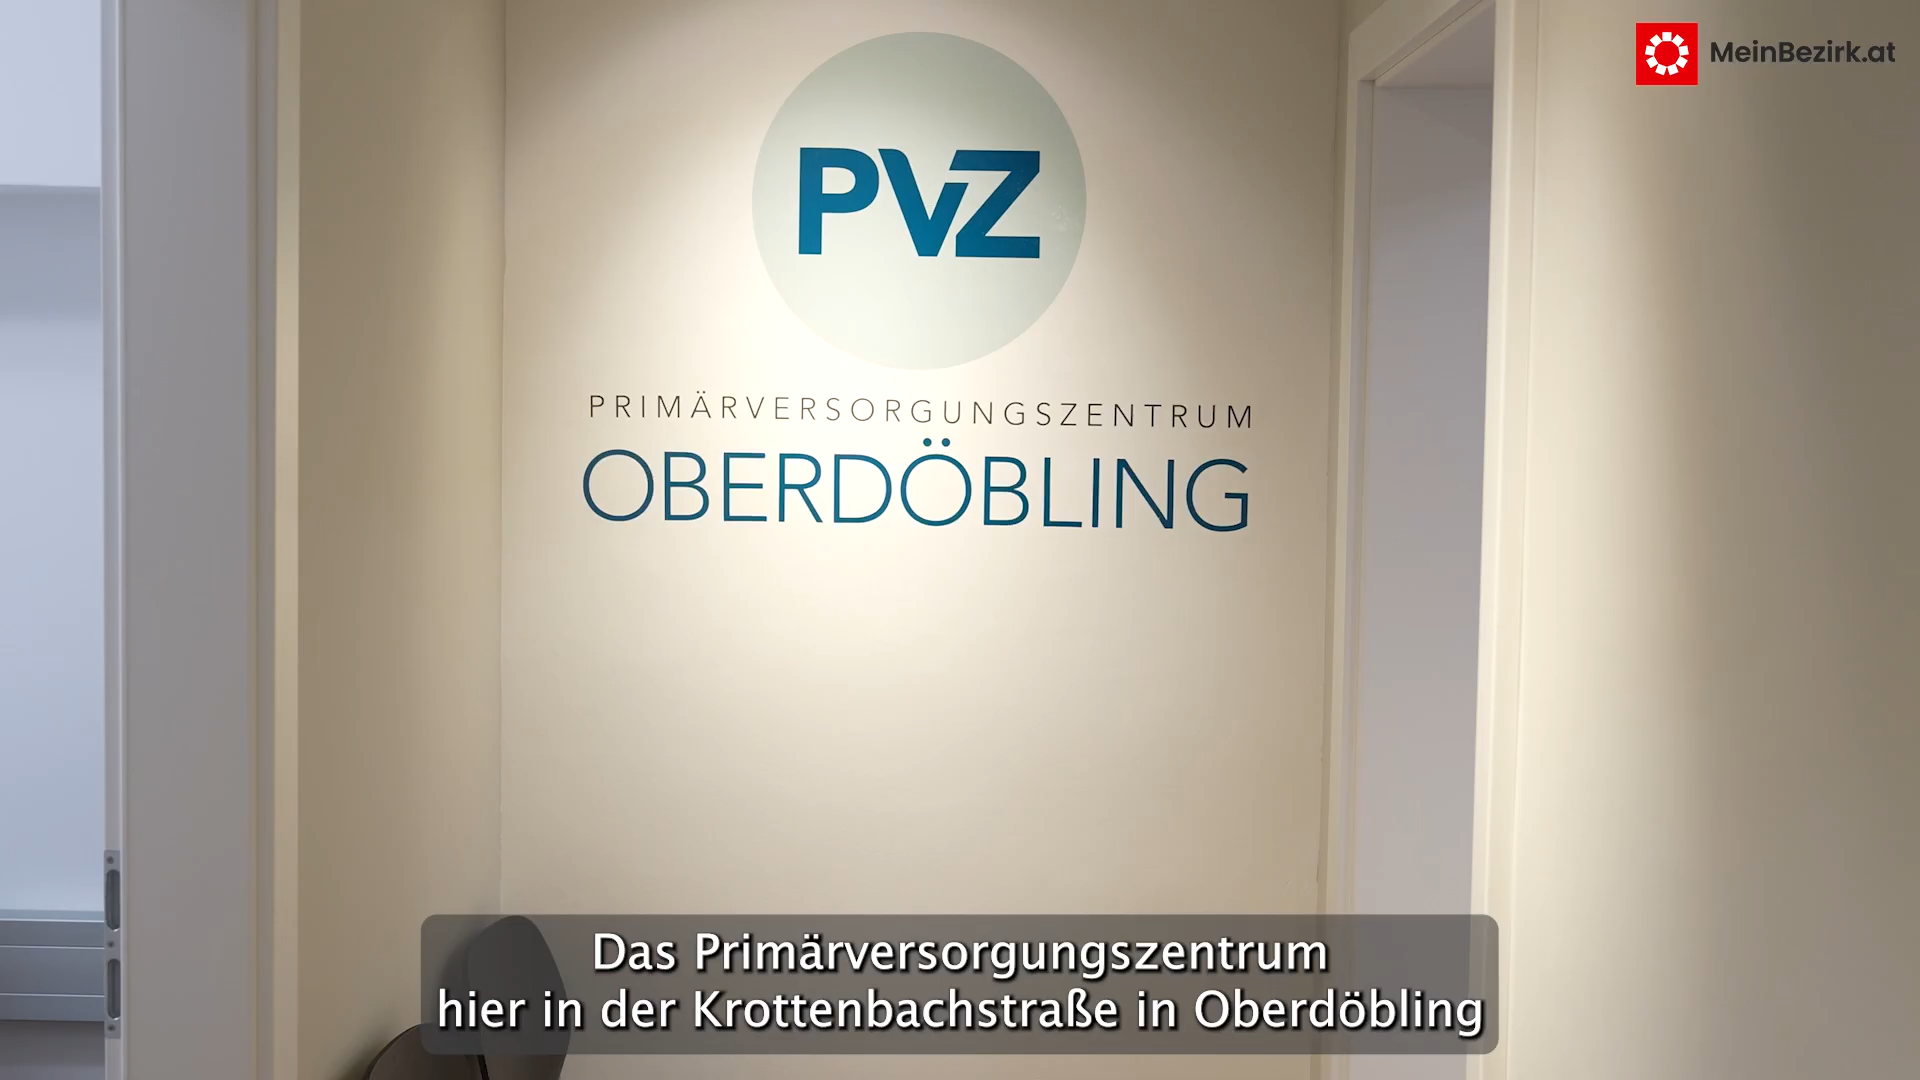 MeinBezirk.at
PVZ
PRIMÄRVERSORGUNGSZENTRUM
OBERDÖBLING
Das Primärversorgungszentrum
hier in der Krottenbachstraße in Oberdöbling